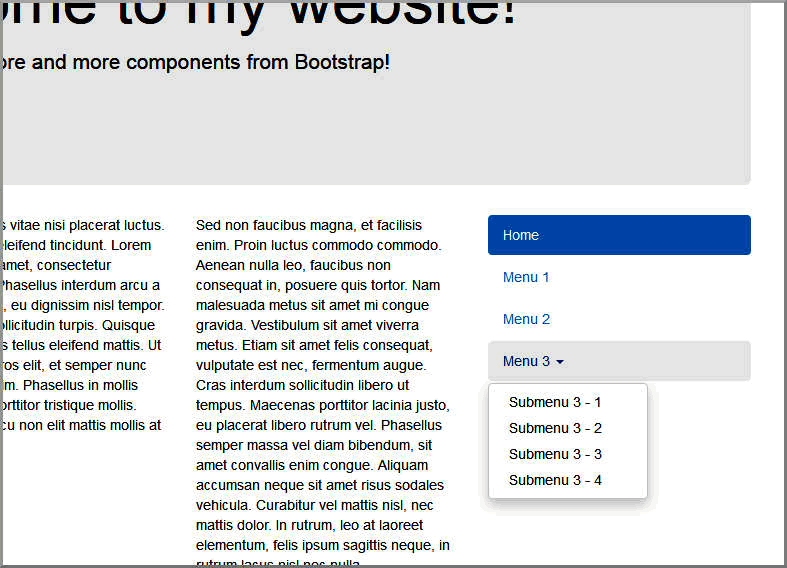 to my website!
and more components from Bootstrap!
vitae nisi placerat luctus.
eleifend tincidunt. Lorem
amet, consectetur
Phasellus interdum arcu a
, eu dignissim nisl tempor.
sollicitudin turpis. Quisque
tellus eleifend mattis. Ut
elit, et semper nunc
Phasellus in mollis
porttitor tristique mollis.
non elit mattis mollis at
Sed non faucibus magna, et facilisis
enim. Proin luctus commodo commodo.
Aenean nulla leo, faucibus non
consequat in, posuere quis tortor. Nam
malesuada metus sit amet mi congue
gravida. Vestibulum sit amet viverra
metus. Etiam sit amet felis consequat,
vulputate est nec, fermentum augue.
Cras interdum sollicitudin libero ut
tempus. Maecenas porttitor lacinia justo,
eu placerat libero rutrum vel. Phasellus
semper massa vel diam bibendum, sit
amet convallis enim congue. Aliquam
accumsan neque sit amet risus sodales
vehicula. Curabitur vel mattis nisl, nec
mattis dolor. In rutrum, leo at laoreet
elementum, felis ipsum sagittis neque, in
rutrum lacus nisl nec nulla
Home
Menu 1
Menu 2
Menu 3
Submenu 3 - 1
Submenu 3 - 2
Submenu 3 - 3
Submenu 3 - 4